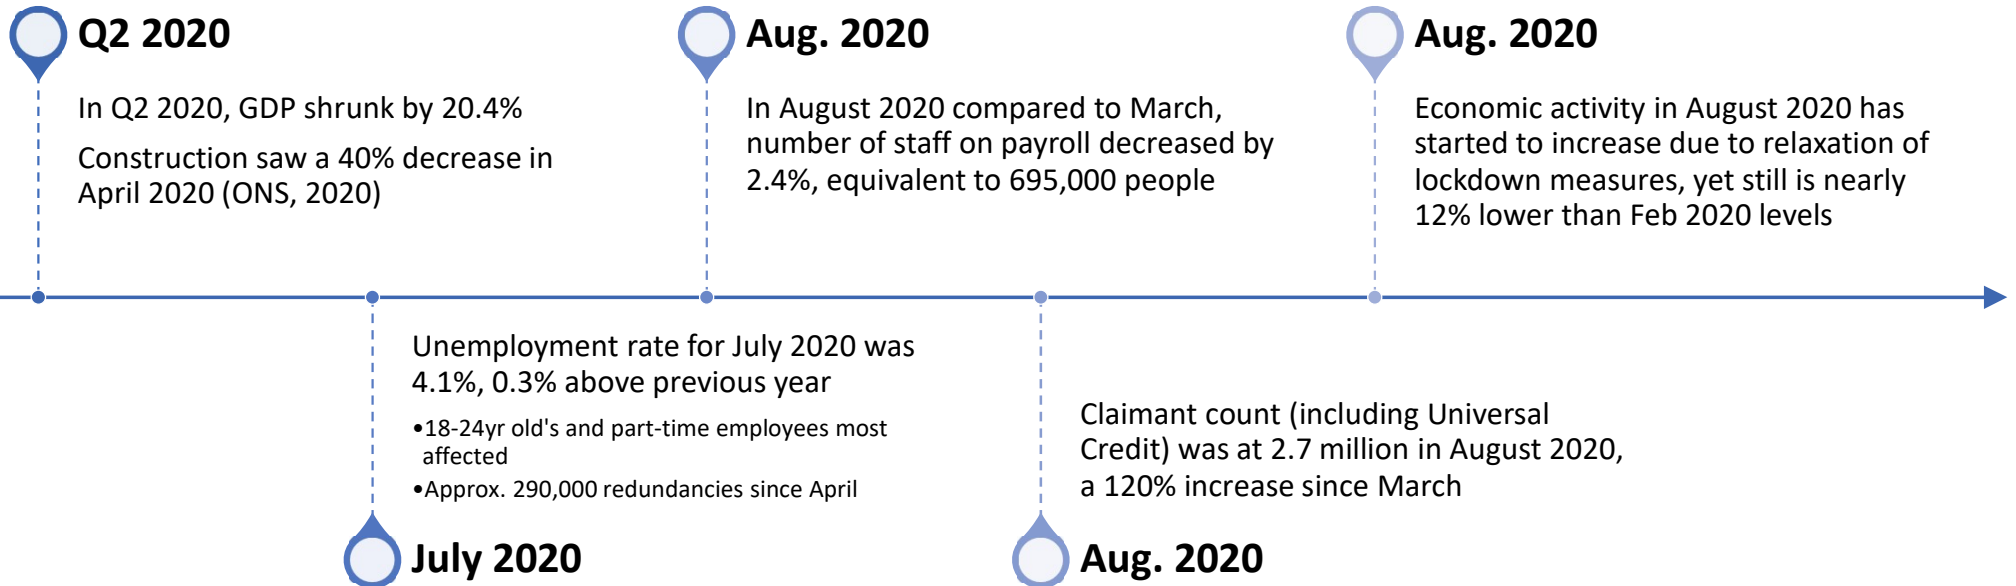 Q2 2020
In Q2 2020, GDP shrunk by 20.4%
Construction saw a 40% decrease in
April 2020 (ONS, 2020)
Unemployment rate for July 2020 was
4.1%, 0.3% above previous year
•18-24yr old's and part-time employees most
affected
•Approx. 290,000 redundancies since April
July 2020
Aug. 2020
In August 2020 compared to March,
number of staff on payroll decreased by
2.4%, equivalent to 695,000 people
Claimant count (including Universal
Credit) was at 2.7 million in August 2020,
a 120% increase since March
Aug. 2020
Aug. 2020
Economic activity in August 2020 has
started to increase due to relaxation of
lockdown measures, yet still is nearly
12% lower than Feb 2020 levels